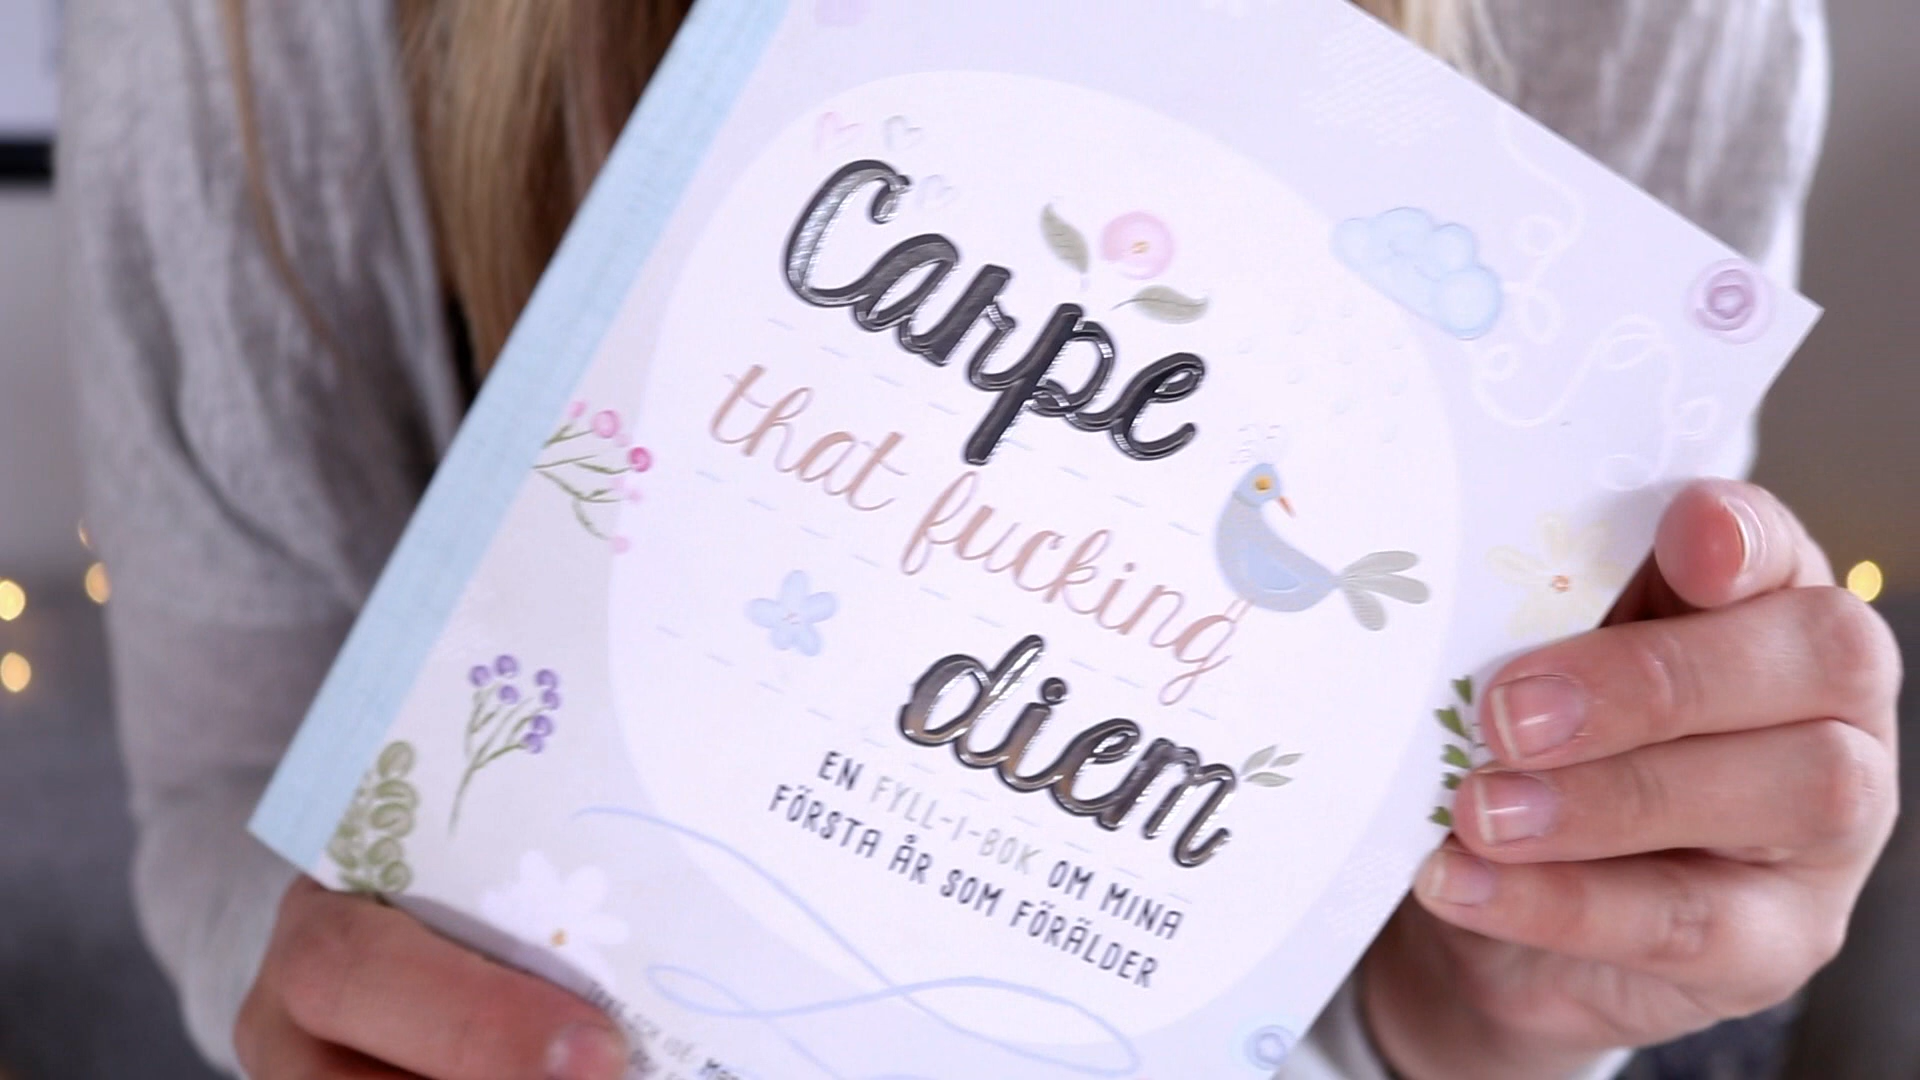 Carpe
that fucking
diem
EN FYLL-I-BOK OM MINA
FÖRSTA ÅR SOM FÖRÄLDER